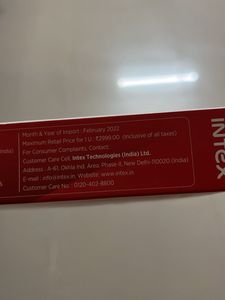 Month & Year of Import : February 2022
Maximum Retail Price for 1 U : ₹2999.00 (Inclusive of all taxes)
For Consumer Complaints, Contact
Customer Care Cell, Intex Technologies (India) Ltd.
Address : A-61, Okhla Ind. Area, Phase-II, New Delhi-110020 (India)
E-mail : info@intex.in, Website: www.intex.in
Customer Care No : 0120-402-8800
INTEX